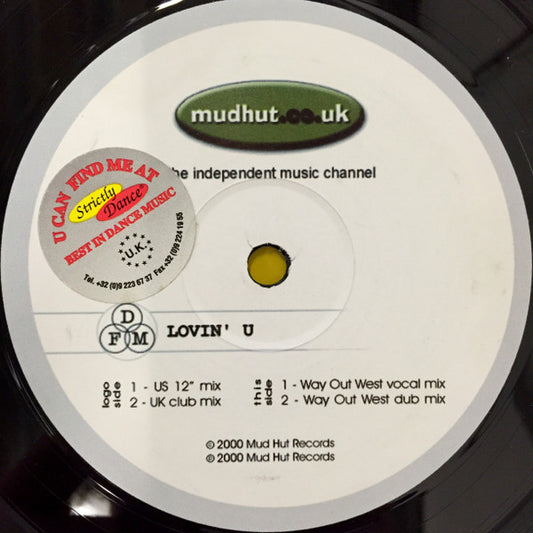 mudhut.co.uk
the independent music channel
U CAN FIND ME AT
Strictly
Dance
BEST IN DANCE MUSIC
U.K.
Tel. +32 (0)9 223 67 37 Fax +32 (0)9 224 19 55
D
F M
LOVIN' U
logo side
1 - US 12" mix
2 - UK club mix
this side
1 - Way Out West vocal mix
2 - Way Out West dub mix
© 2000 Mud Hut Records
℗ 2000 Mud Hut Records